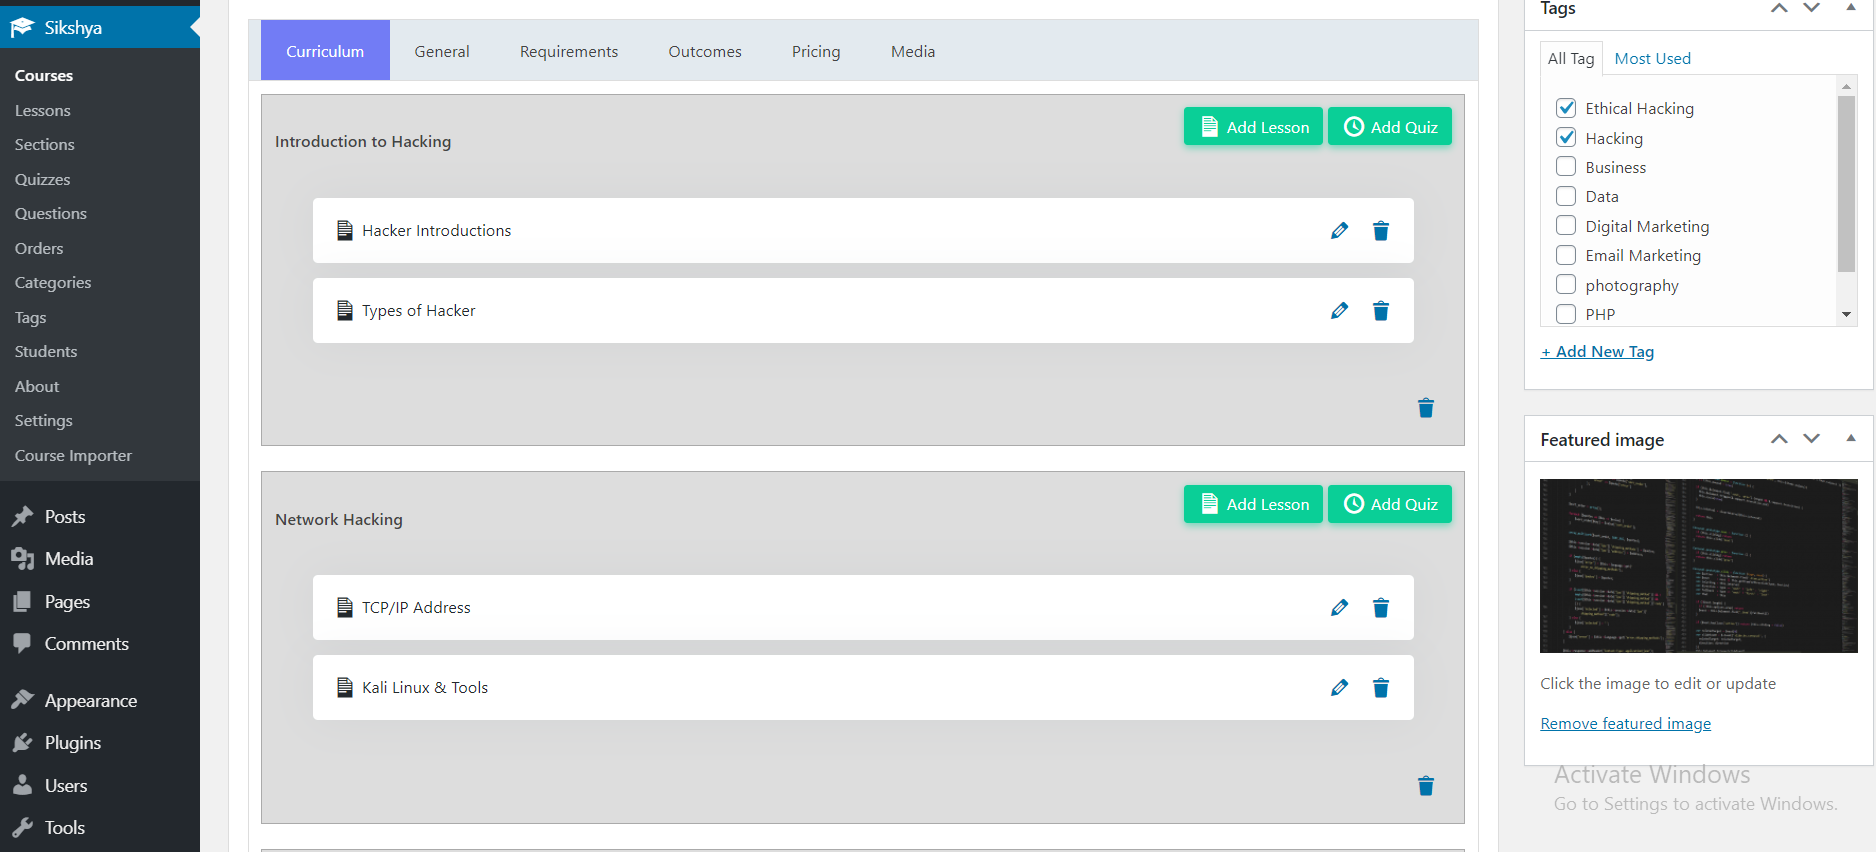 Sikshya
Courses
Lessons
Sections
Quizzes
Questions
Orders
Categories
Tags
Students
About
Settings
Course Importer
Posts
Media
Pages
Comments
Appearance
Plugins
Users
Tools
Curriculum General Requirements Outcomes Pricing Media
Introduction to Hacking
Add Lesson Add Quiz
Hacker Introductions
Types of Hacker
Network Hacking
Add Lesson Add Quiz
TCP/IP Address
Kali Linux & Tools
Tags
All Tag Most Used
Ethical Hacking
Hacking
Business
Data
Digital Marketing
Email Marketing
photography
PHP
+ Add New Tag
Featured image
Click the image to edit or update
Remove featured image
Activate Windows
Go to Settings to activate Windows.